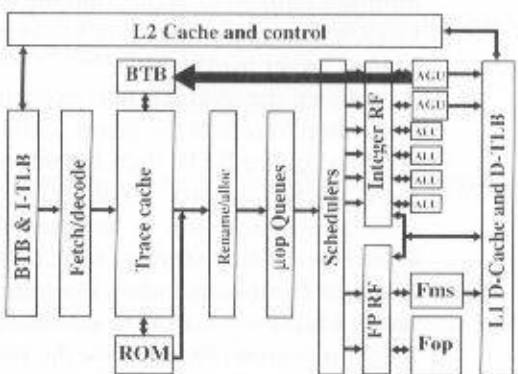 L2 Cache and control
BTB
BTB & I-TLB
Fetch/decode
Trace cache
ROM
Rename/alloc
µop Queues
Schedulers
Integer RF
FP RF
AGU
AGU
ALU
ALU
ALU
ALU
Fms
Fop
L1 D-Cache and D-TLB